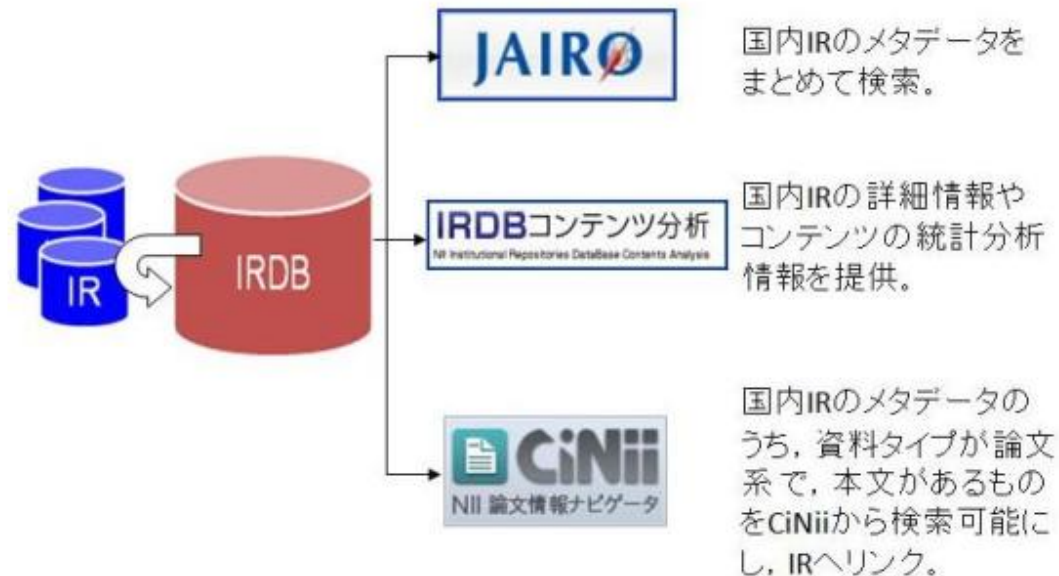 IR
IRDB
JAIRO
国内IRのメタデータを
まとめて検索。
IRDBコンテンツ分析
NII Institutional Repositories DataBase Contents Analysis
国内IRの詳細情報や
コンテンツの統計分析
情報を提供。
CiNii
NII 論文情報ナビゲータ
国内IRのメタデータの
うち，資料タイプが論文
系で，本文があるもの
をCiNiiから検索可能に
し，IRへリンク。